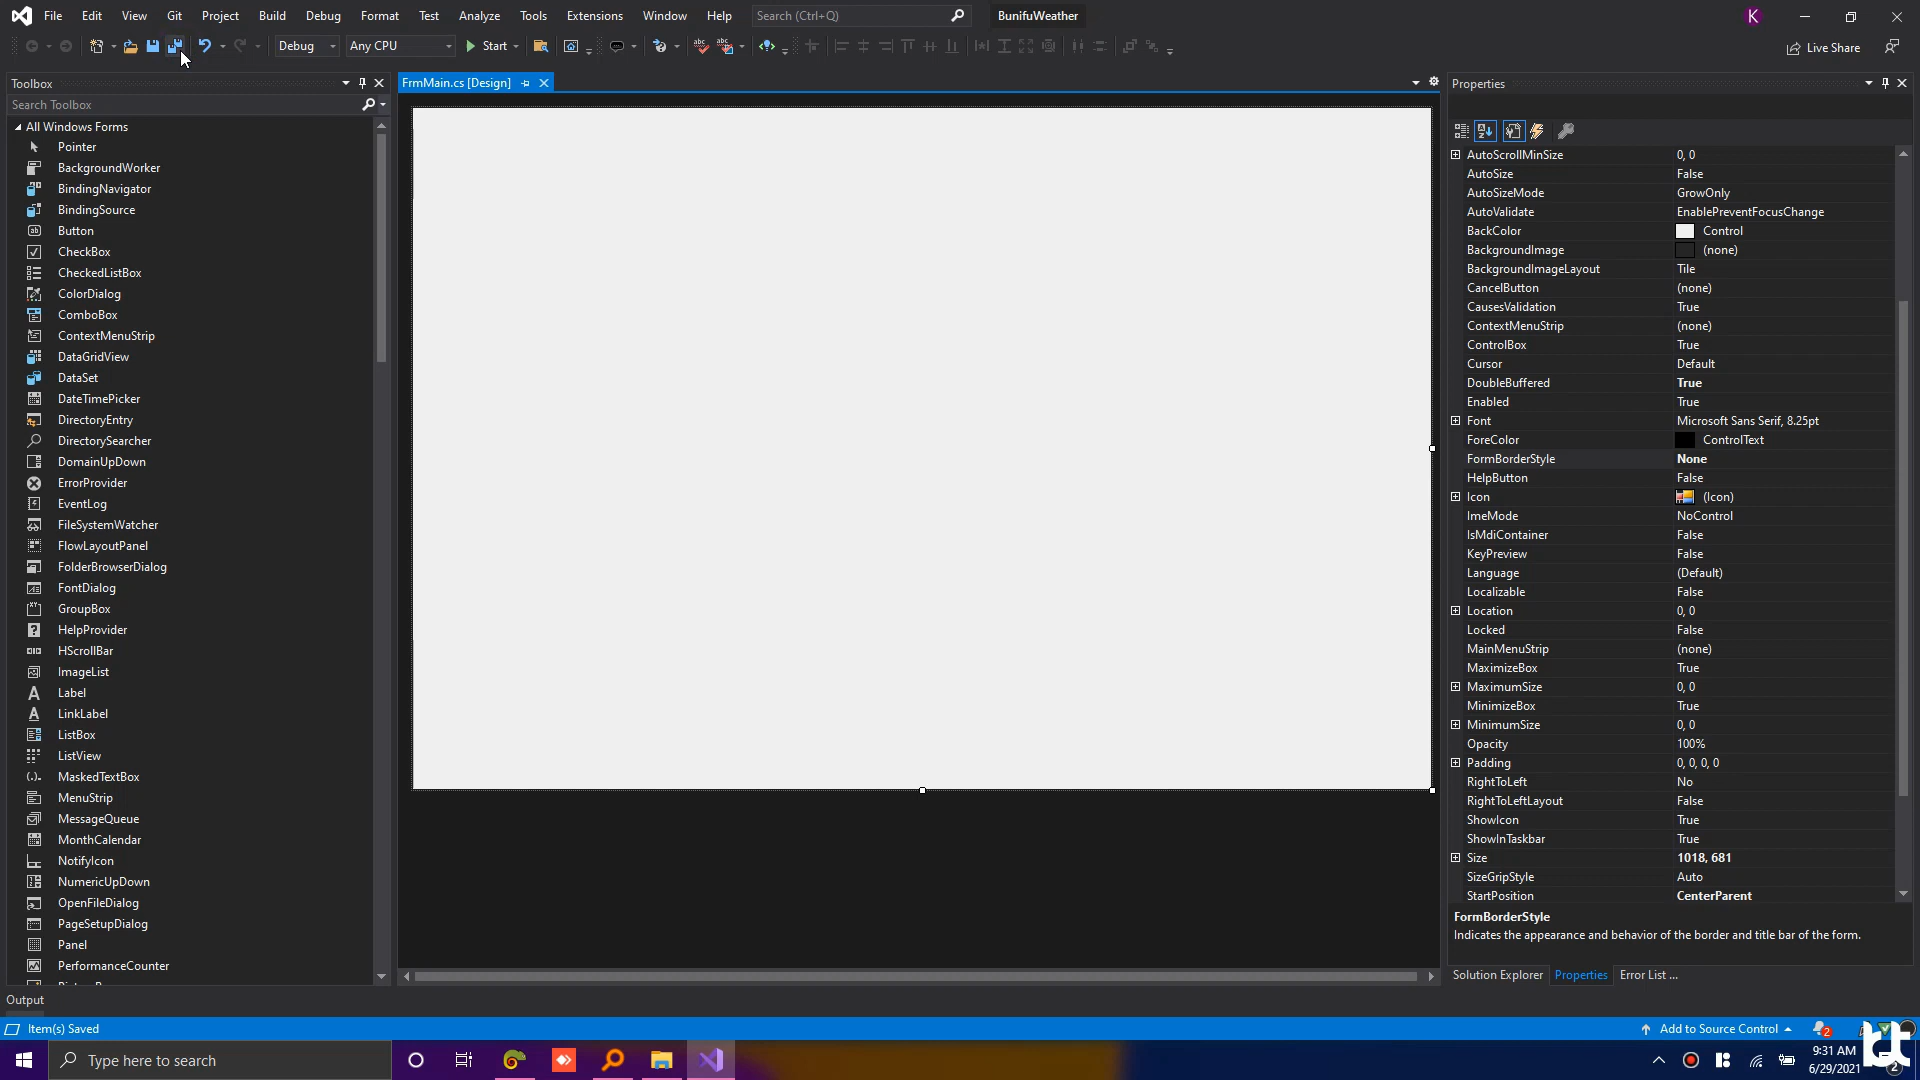 File Edit View Git Project Build Debug Format Test Analyze Tools Extensions Window Help Search (Ctrl+Q) BunifuWeather K
Debug Any CPU Start Live Share
Toolbox
Search Toolbox
All Windows Forms
Pointer
BackgroundWorker
BindingNavigator
BindingSource
Button
CheckBox
CheckedListBox
ColorDialog
ComboBox
ContextMenuStrip
DataGridView
DataSet
DateTimePicker
DirectoryEntry
DirectorySearcher
DomainUpDown
ErrorProvider
EventLog
FileSystemWatcher
FlowLayoutPanel
FolderBrowserDialog
FontDialog
GroupBox
HelpProvider
HScrollBar
ImageList
Label
LinkLabel
ListBox
ListView
MaskedTextBox
MenuStrip
MessageQueue
MonthCalendar
NotifyIcon
NumericUpDown
OpenFileDialog
PageSetupDialog
Panel
PerformanceCounter
FrmMain.cs [Design]
Properties
AutoScrollMinSize 0, 0
AutoSize False
AutoSizeMode GrowOnly
AutoValidate EnablePreventFocusChange
BackColor Control
BackgroundImage (none)
BackgroundImageLayout Tile
CancelButton (none)
CausesValidation True
ContextMenuStrip (none)
ControlBox True
Cursor Default
DoubleBuffered True
Enabled True
Font Microsoft Sans Serif, 8.25pt
ForeColor ControlText
FormBorderStyle None
HelpButton False
Icon (Icon)
ImeMode NoControl
IsMdiContainer False
KeyPreview False
Language (Default)
Localizable False
Location 0, 0
Locked False
MainMenuStrip (none)
MaximizeBox True
MaximumSize 0, 0
MinimizeBox True
MinimumSize 0, 0
Opacity 100%
Padding 0, 0, 0, 0
RightToLeft No
RightToLeftLayout False
ShowIcon True
ShowInTaskbar True
Size 1018, 681
SizeGripStyle Auto
StartPosition CenterParent
FormBorderStyle
Indicates the appearance and behavior of the border and title bar of the form.
Solution Explorer Properties Error List ...
Output
Item(s) Saved Add to Source Control 2
Type here to search
9:31 AM
6/29/2021
2